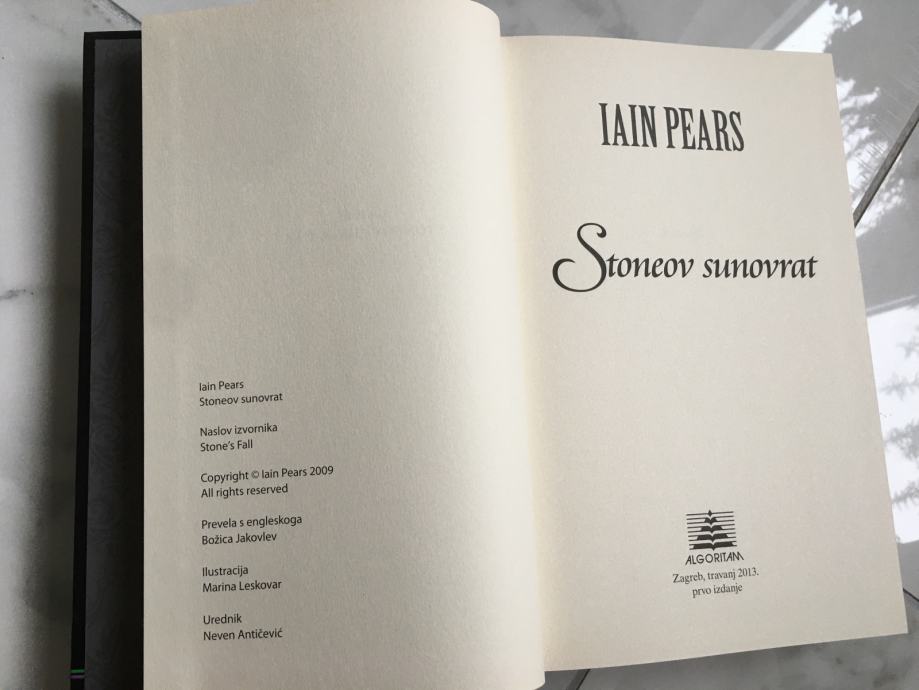 Iain Pears
Stoneov sunovrat
Naslov izvornika
Stone's Fall
Copyright © Iain Pears 2009
All rights reserved
Prevela s engleskoga
Božica Jakovlev
Ilustracija
Marina Leskovar
Urednik
Neven Antičević
IAIN PEARS
Stoneov sunovrat
ALGORITAM
Zagreb, travanj 2013.
prvo izdanje